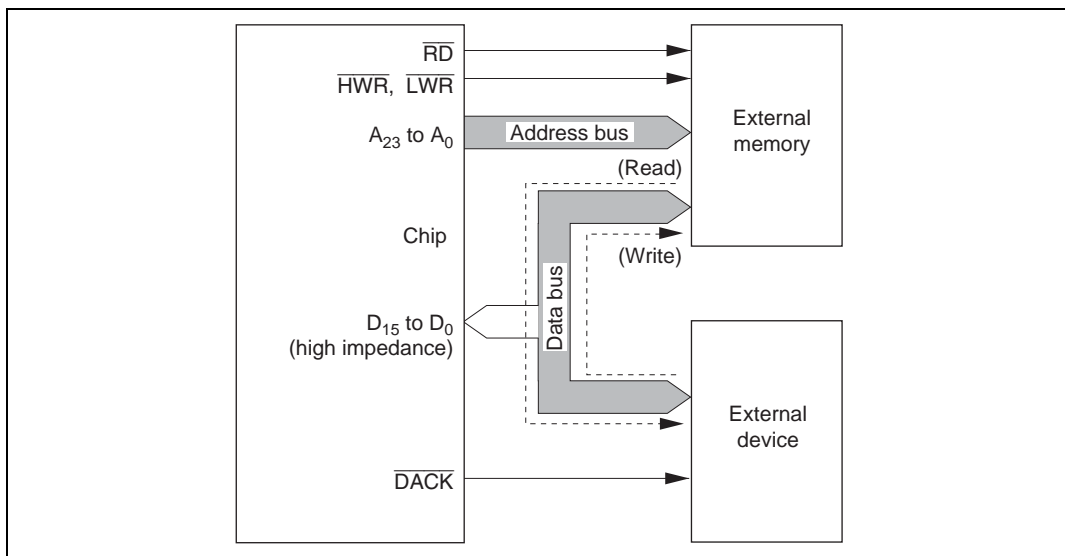 RD
HWR, LWR
A23 to A0
Address bus
External
memory
(Read)
Chip
(Write)
Data bus
D15 to D0
(high impedance)
External
device
DACK